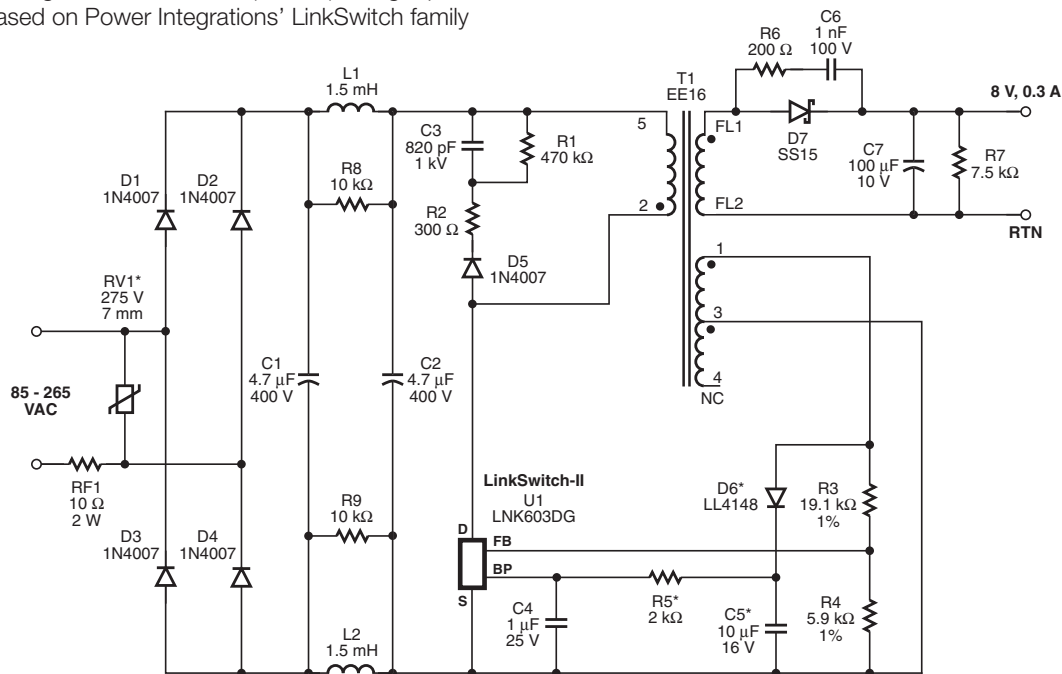 based on Power Integrations' LinkSwitch family
C6
1 nF
100 V
R6
200 Ω
L1
1.5 mH
T1
EE16
8 V, 0.3 A
5
FL1
D7
SS15
C3
820 pF
1 kV
R1
470 kΩ
C7
100 μF
10 V
R7
7.5 kΩ
D1
1N4007
D2
1N4007
R8
10 kΩ
R2
300 Ω
2
FL2
RTN
D5
1N4007
1
RV1*
275 V
7 mm
3
85 - 265
VAC
C1
4.7 μF
400 V
C2
4.7 μF
400 V
4
NC
RF1
10 Ω
2 W
LinkSwitch-II
U1
LNK603DG
D6*
LL4148
R3
19.1 kΩ
1%
R9
10 kΩ
D
FB
BP
S
D3
1N4007
D4
1N4007
R5*
2 kΩ
C4
1 μF
25 V
C5*
10 μF
16 V
R4
5.9 kΩ
1%
L2
1.5 mH